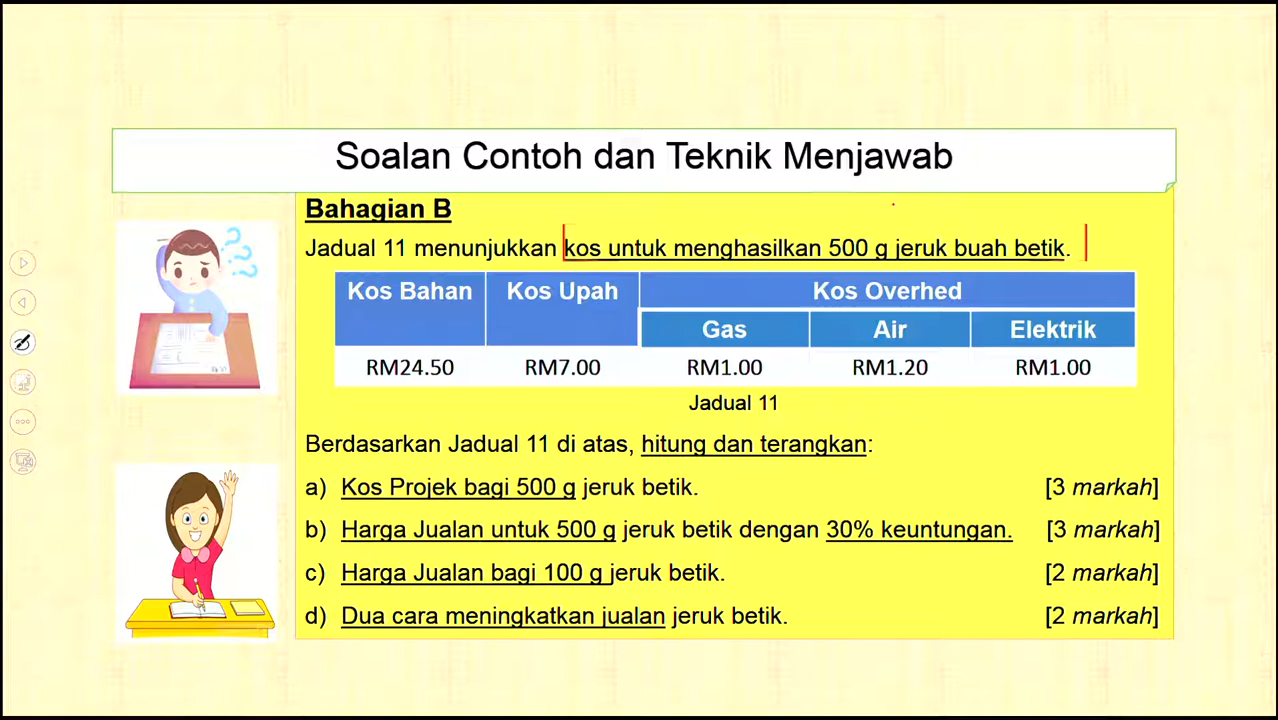 Soalan Contoh dan Teknik Menjawab
Bahagian B
Jadual 11 menunjukkan kos untuk menghasilkan 500 g jeruk buah betik.
Kos Bahan Kos Upah Kos Overhed
Gas Air Elektrik
RM24.50 RM7.00 RM1.00 RM1.20 RM1.00
Jadual 11
Berdasarkan Jadual 11 di atas, hitung dan terangkan:
a) Kos Projek bagi 500 g jeruk betik. [3 markah]
b) Harga Jualan untuk 500 g jeruk betik dengan 30% keuntungan. [3 markah]
c) Harga Jualan bagi 100 g jeruk betik. [2 markah]
d) Dua cara meningkatkan jualan jeruk betik. [2 markah]